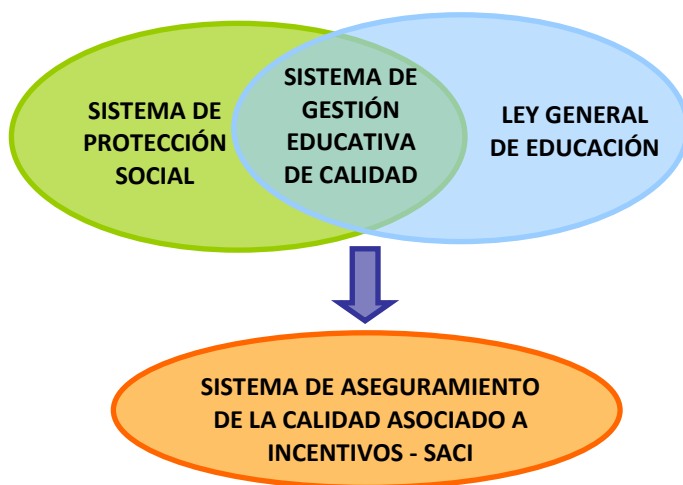 SISTEMA DE
PROTECCIÓN
SOCIAL
SISTEMA DE
GESTIÓN
EDUCATIVA
DE CALIDAD
LEY GENERAL
DE EDUCACIÓN
SISTEMA DE ASEGURAMIENTO
DE LA CALIDAD ASOCIADO A
INCENTIVOS - SACI